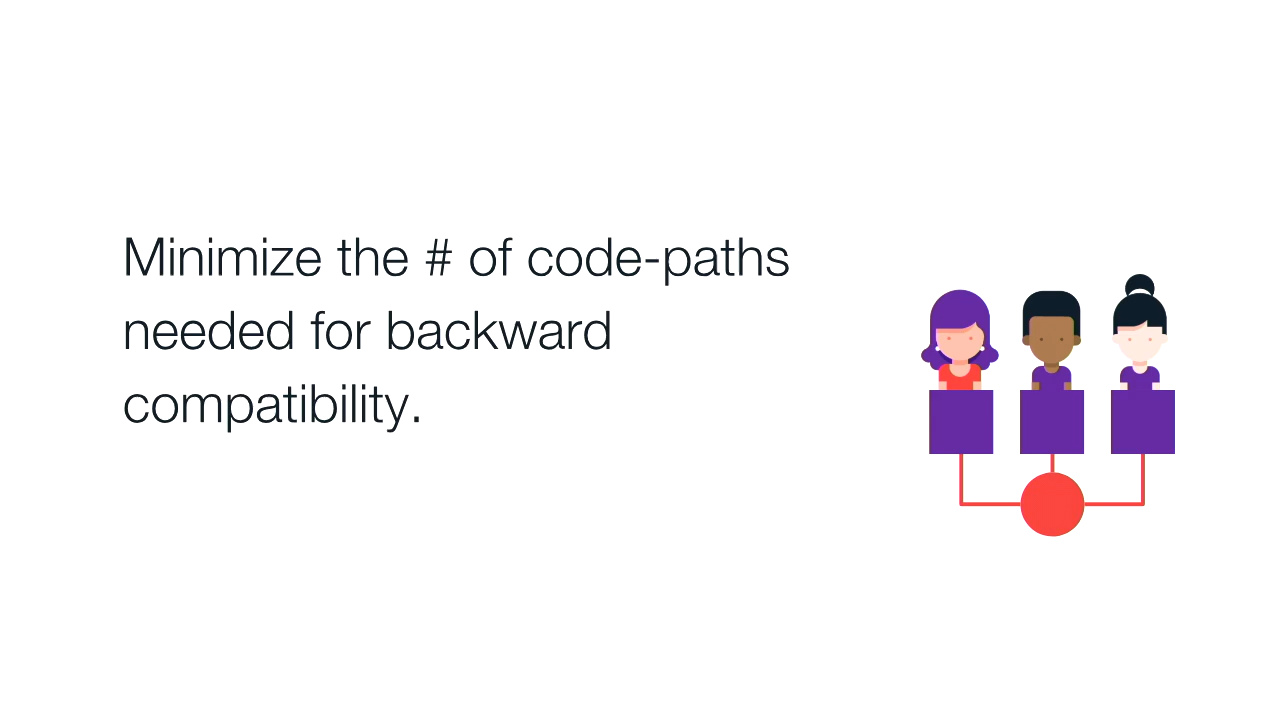 Minimize the # of code-paths
needed for backward
compatibility.